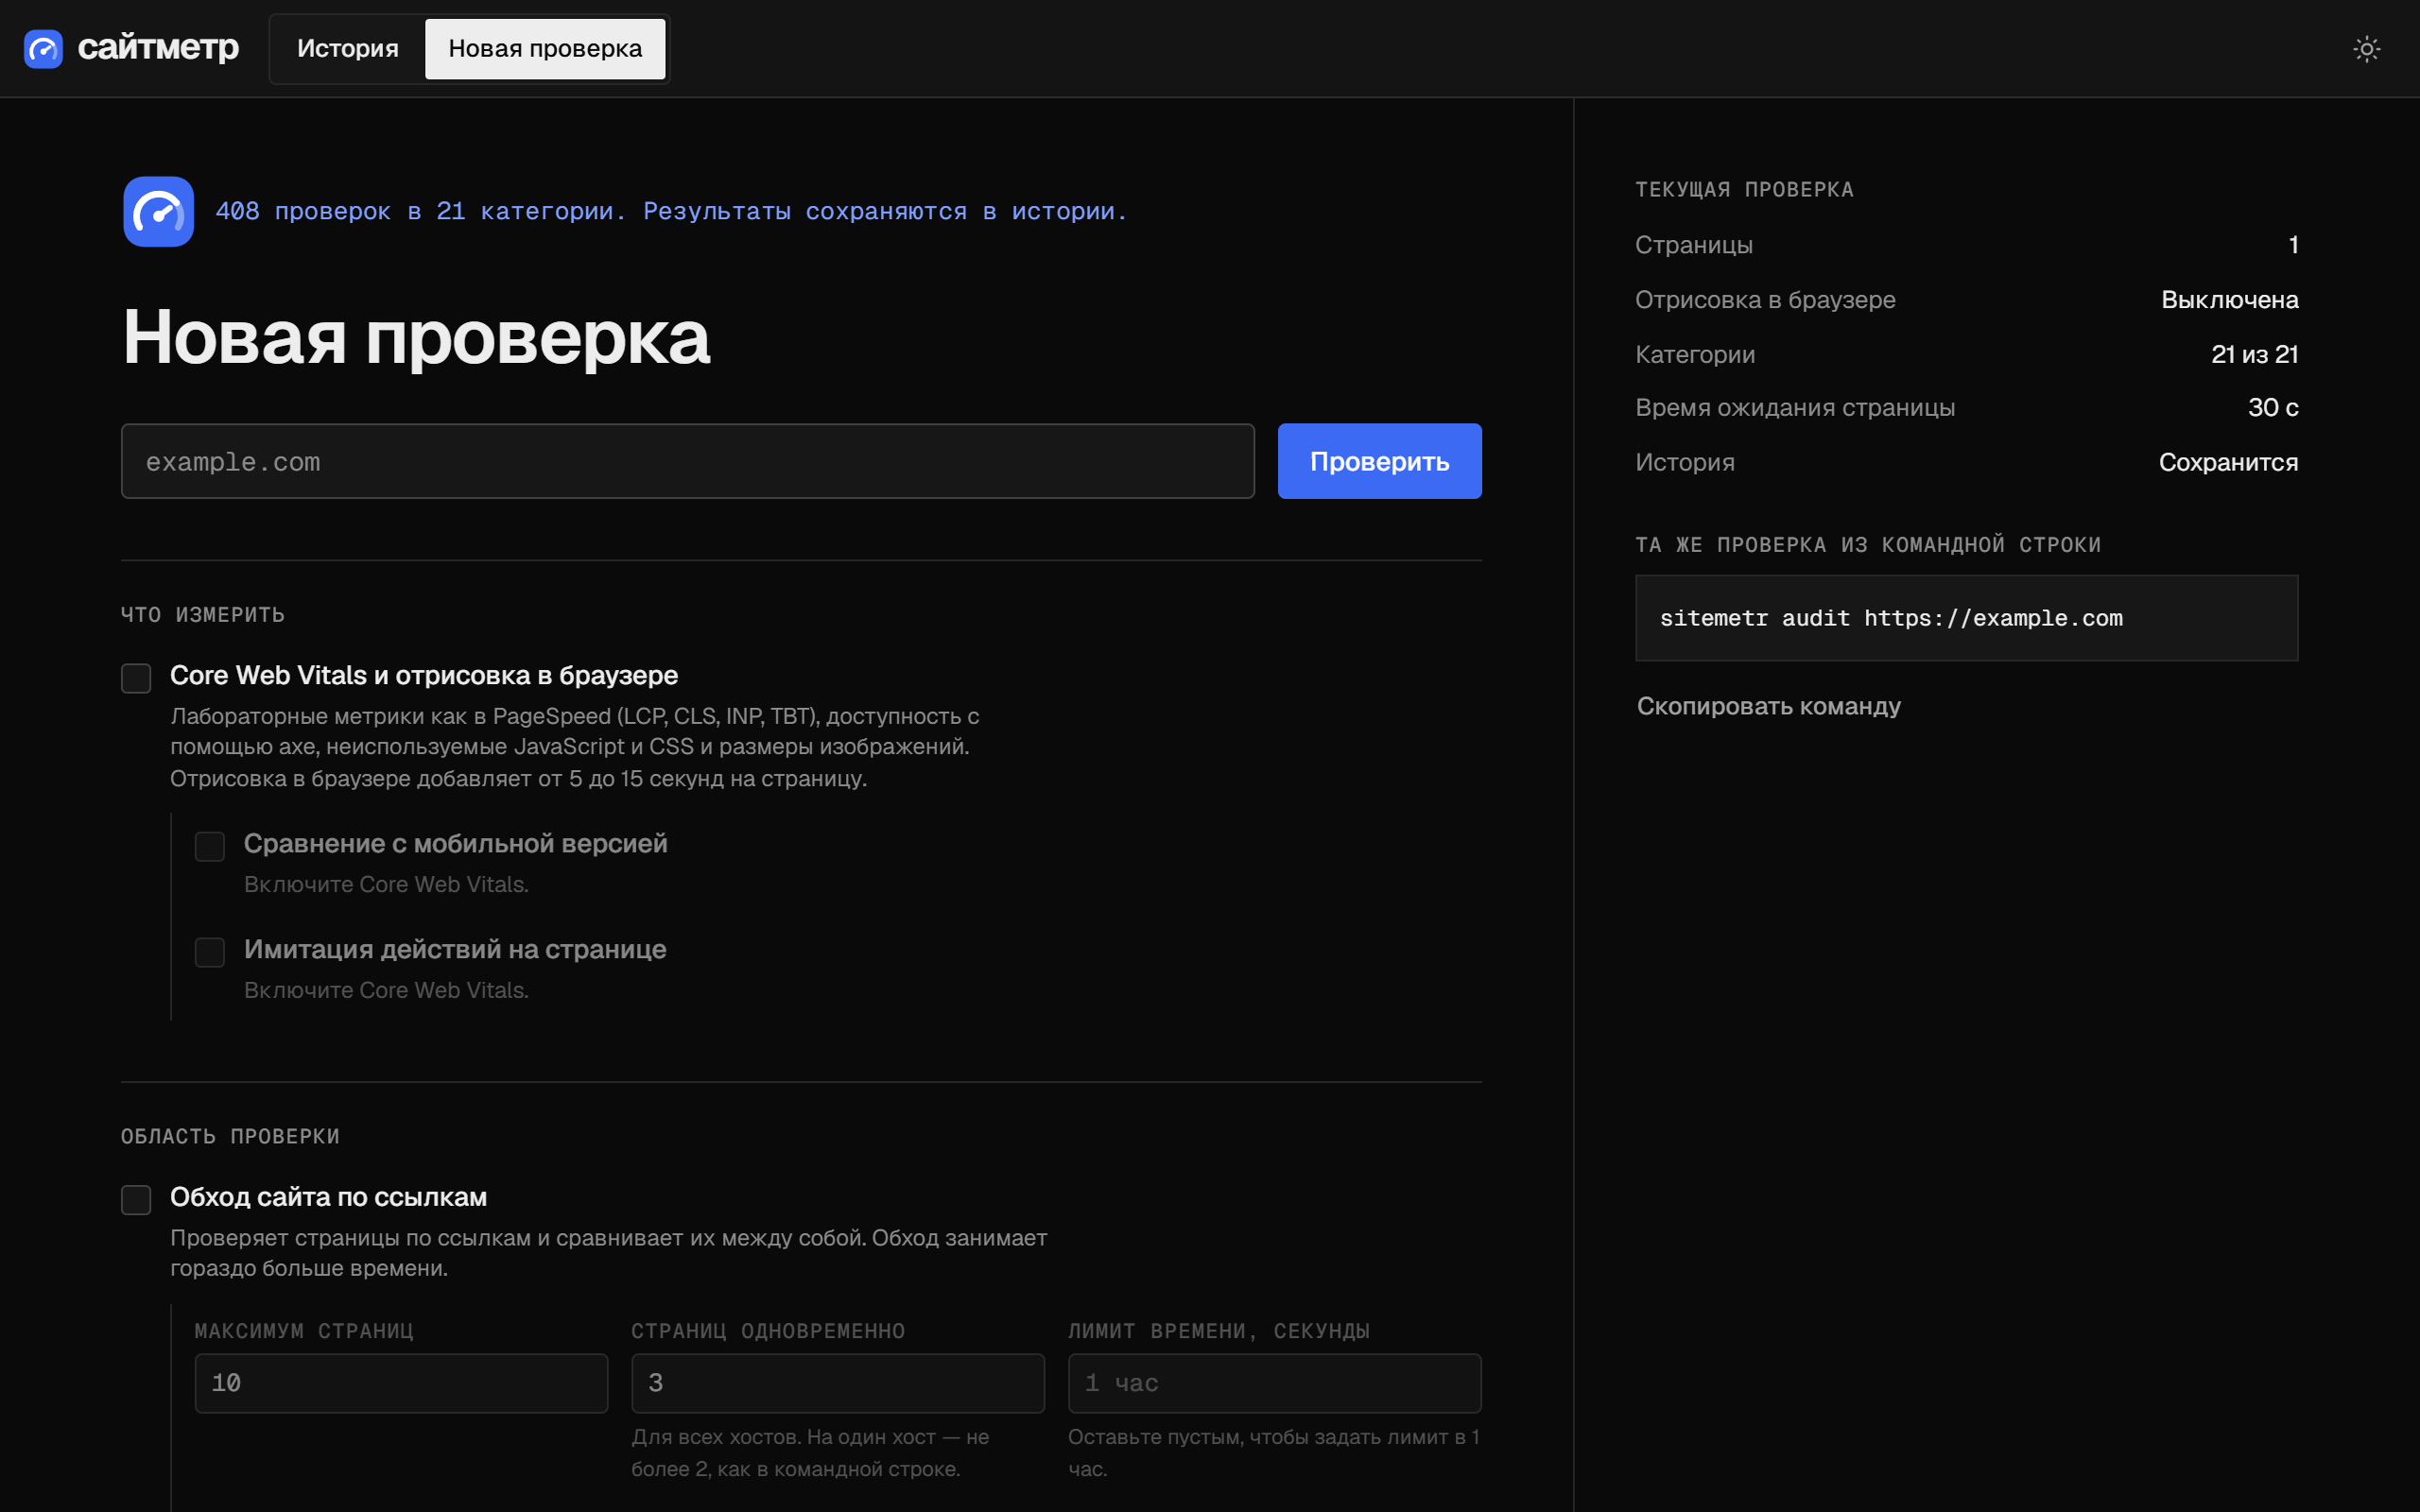 сайтметр
История
Новая проверка
408 проверок в 21 категории. Результаты сохраняются в истории.
Новая проверка
example.com
Проверить
ЧТО ИЗМЕРИТЬ
Core Web Vitals и отрисовка в браузере
Лабораторные метрики как в PageSpeed (LCP, CLS, INP, TBT), доступность с
помощью axe, неиспользуемые JavaScript и CSS и размеры изображений.
Отрисовка в браузере добавляет от 5 до 15 секунд на страницу.
Сравнение с мобильной версией
Включите Core Web Vitals.
Имитация действий на странице
Включите Core Web Vitals.
ОБЛАСТЬ ПРОВЕРКИ
Обход сайта по ссылкам
Проверяет страницы по ссылкам и сравнивает их между собой. Обход занимает
гораздо больше времени.
МАКСИМУМ СТРАНИЦ
10
СТРАНИЦ ОДНОВРЕМЕННО
3
Для всех хостов. На один хост — не
более 2, как в командной строке.
ЛИМИТ ВРЕМЕНИ, СЕКУНДЫ
1 час
Оставьте пустым, чтобы задать лимит в 1
час.
ТЕКУЩАЯ ПРОВЕРКА
Страницы 1
Отрисовка в браузере Выключена
Категории 21 из 21
Время ожидания страницы 30 с
История Сохранится
ТА ЖЕ ПРОВЕРКА ИЗ КОМАНДНОЙ СТРОКИ
sitemetr audit https://example.com
Скопировать команду